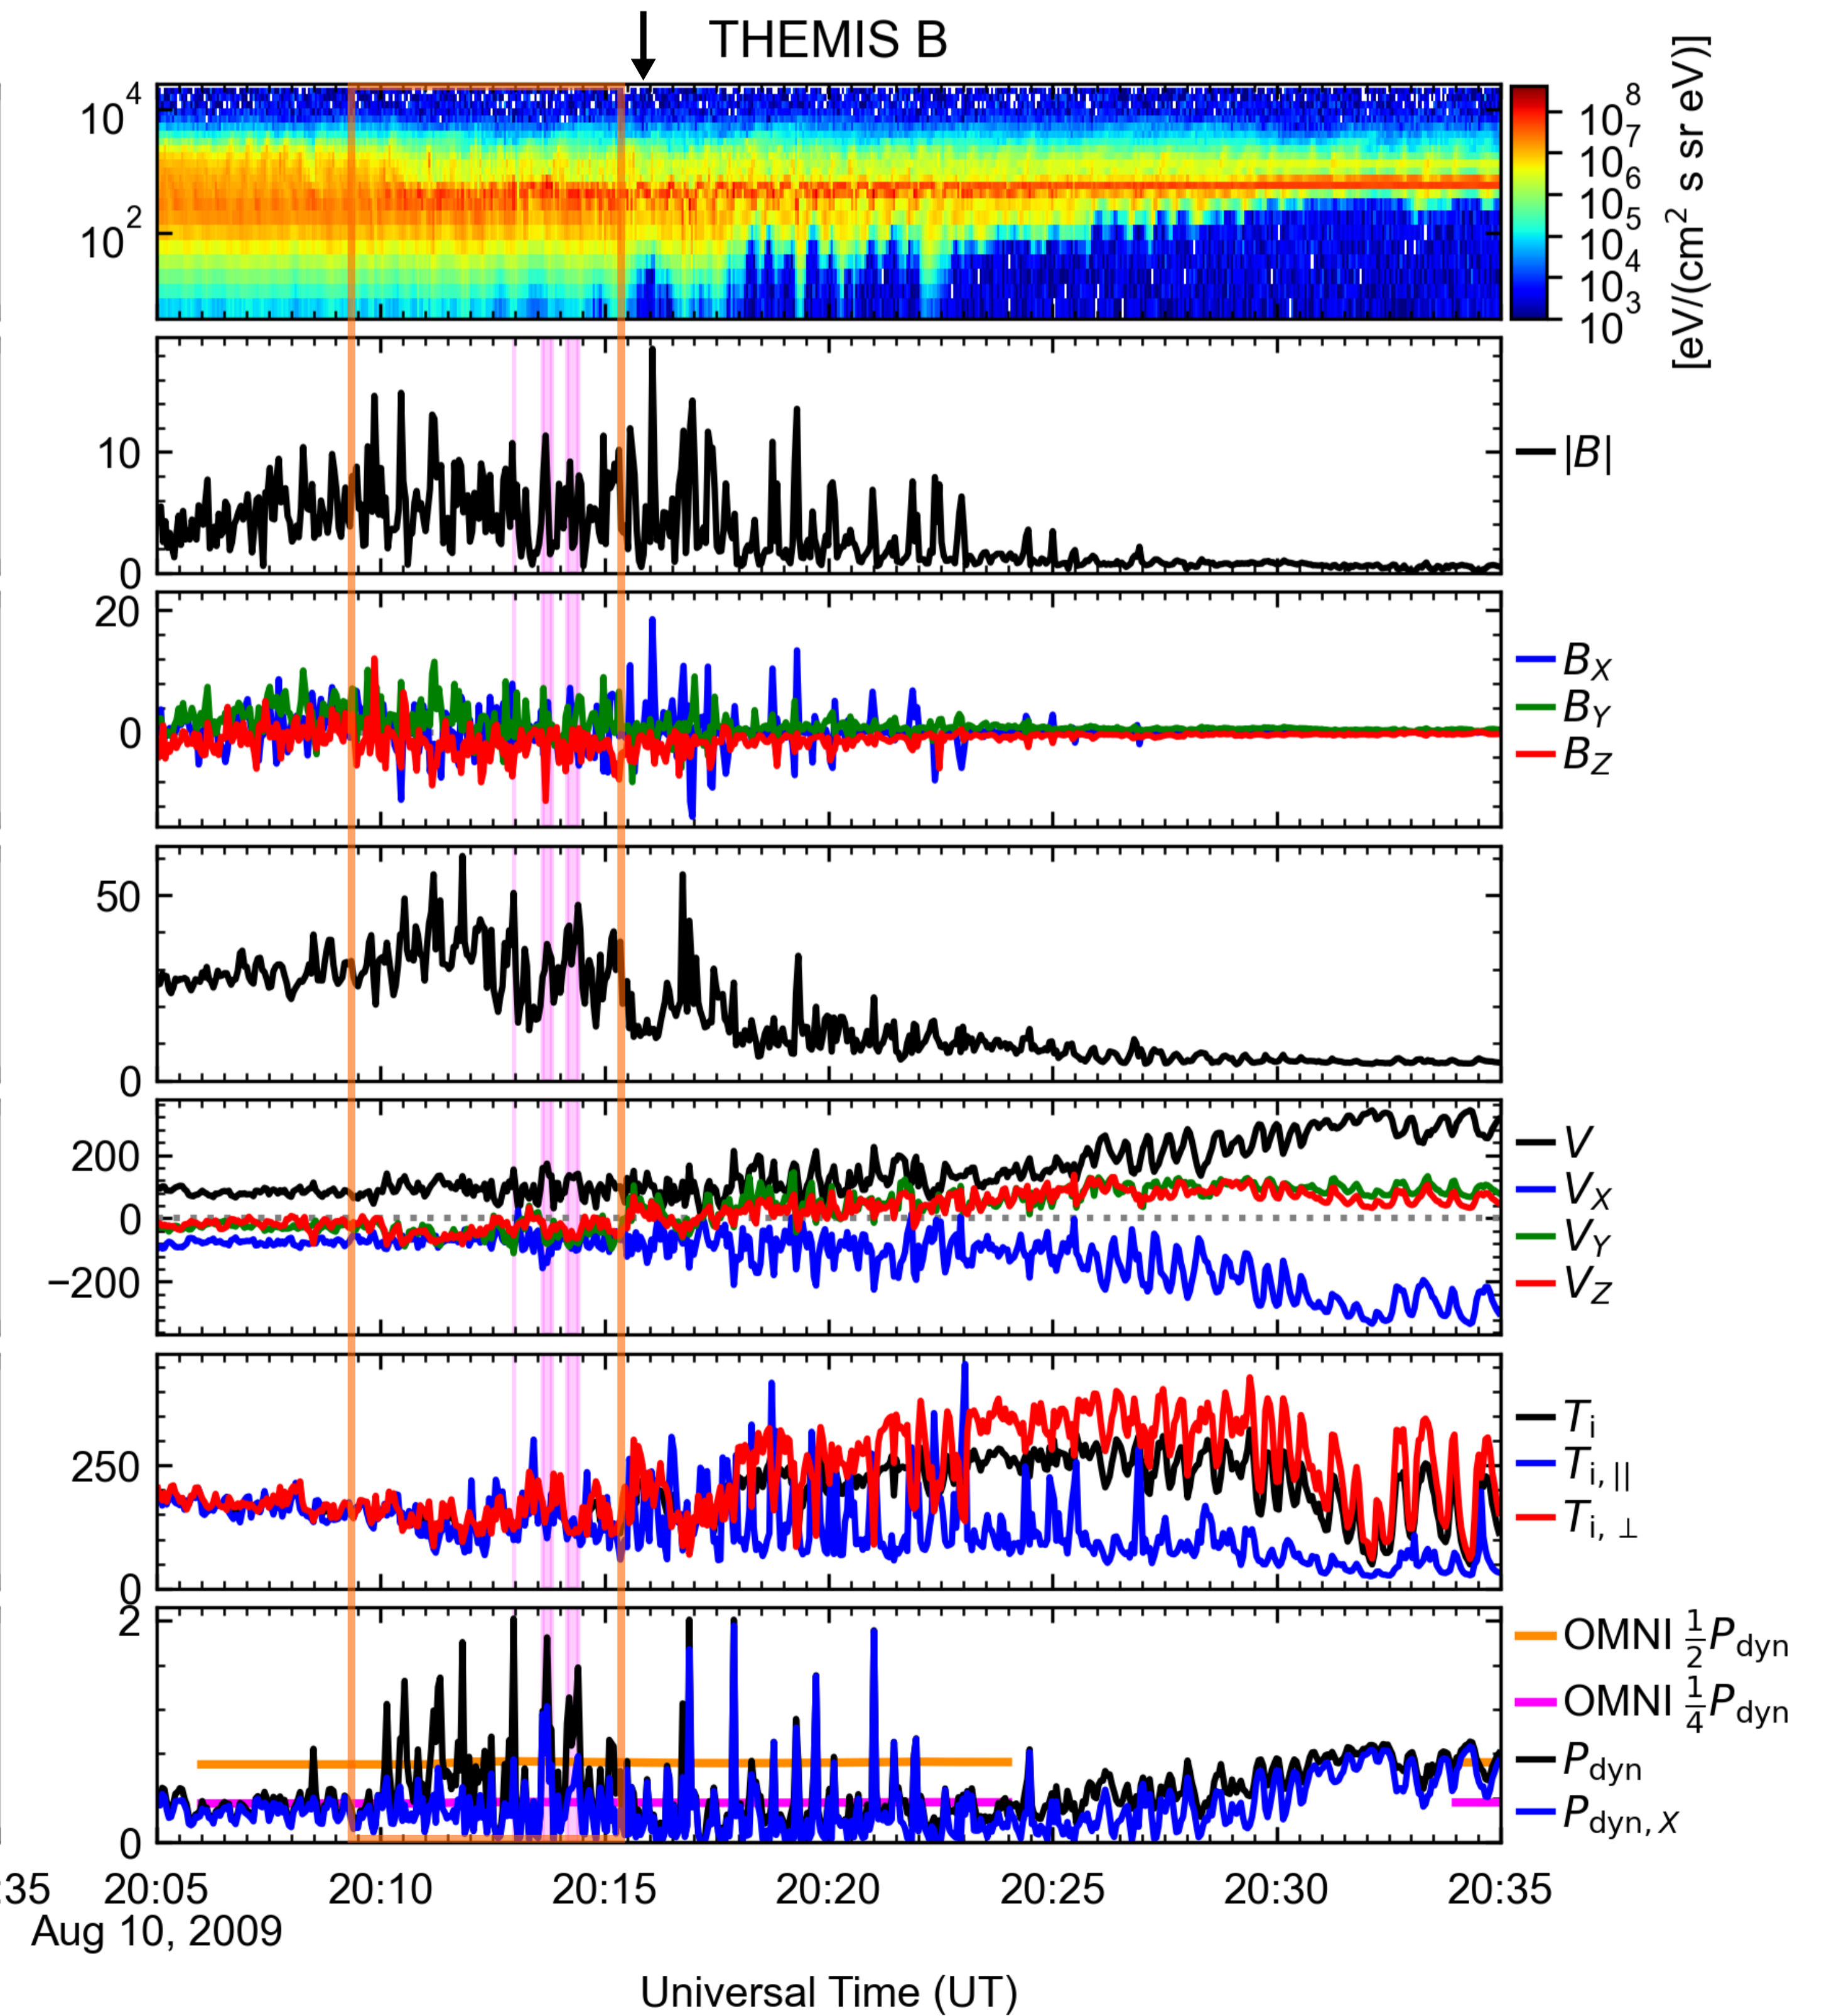 THEMIS B
10^4
10^2
10^8
10^7
10^6
10^5
10^4
10^3
10^3
[eV/(cm^2 s sr eV)]
10
0
|B|
20
0
B_X
B_Y
B_Z
50
0
200
0
−200
V
V_X
V_Y
V_Z
250
0
T_i
T_i,||
T_i,⊥
2
0
OMNI 1/2 P_dyn
OMNI 1/4 P_dyn
P_dyn
P_dyn,X
:35 20:05 20:10 20:15 20:20 20:25 20:30 20:35
Aug 10, 2009
Universal Time (UT)